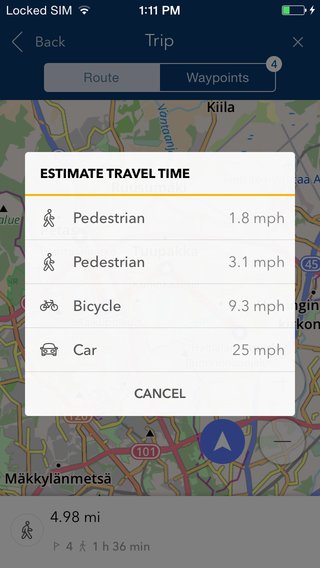 Locked SIM 1:11 PM
Back Trip
4
Route Waypoints
Kiila
ESTIMATE TRAVEL TIME
Pedestrian 1.8 mph
Pedestrian 3.1 mph
Bicycle 9.3 mph
45
Car 25 mph
CANCEL
101
Mäkkylänmetsä
4.98 mi
4 1 h 36 min